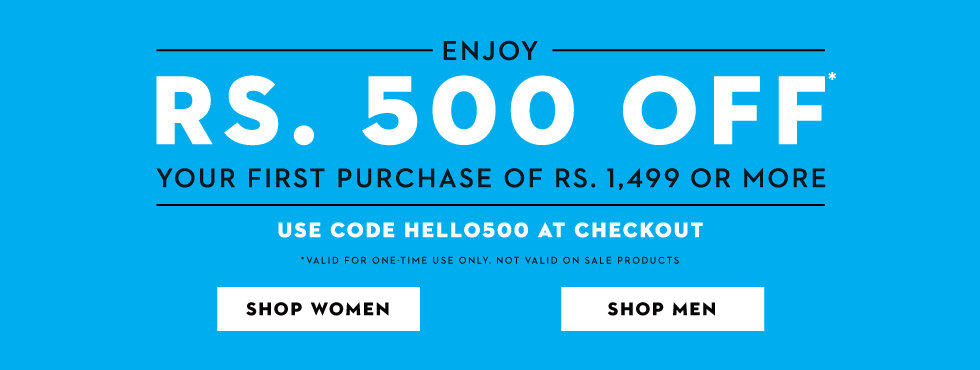 ENJOY
RS. 500 OFF*
YOUR FIRST PURCHASE OF RS. 1,499 OR MORE
USE CODE HELLO500 AT CHECKOUT
*VALID FOR ONE-TIME USE ONLY. NOT VALID ON SALE PRODUCTS
SHOP WOMEN
SHOP MEN